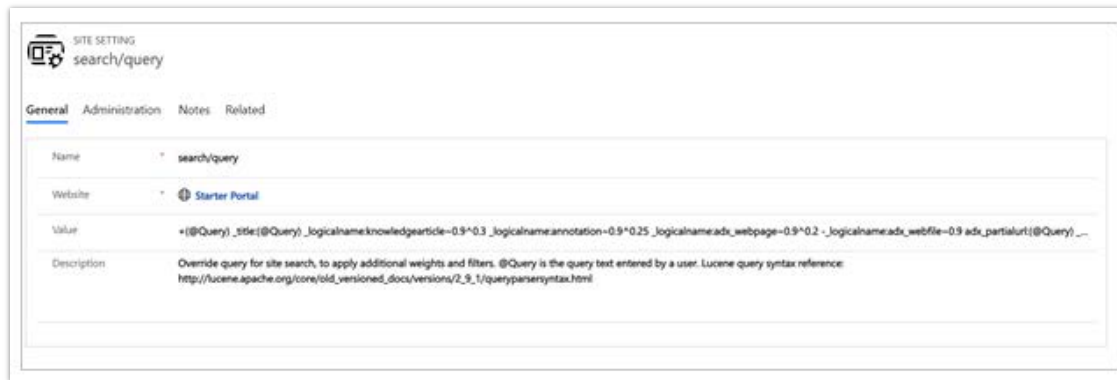 SITE SETTING
search/query
General Administration Notes Related
Name * search/query
Website * Starter Portal
Value +(@Query) _title:(@Query) _logicalname:knowledgearticle~0.9^0.3 _logicalname:annotation~0.9^0.25 _logicalname:adx_webpage~0.9^0.2 -_logicalname:adx_webfile~0.9 adx_partialurl:(@Query) _...
Description Override query for site search, to apply additional weights and filters. @Query is the query text entered by a user. Lucene query syntax reference:
http://lucene.apache.org/core/old_versioned_docs/versions/2_9_1/queryparsersyntax.html